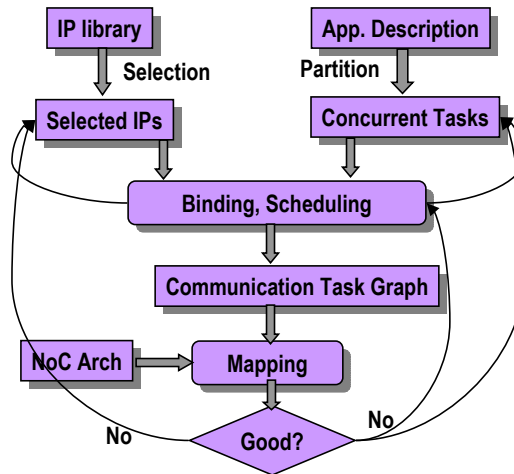 IP library
App. Description
Selection
Partition
Selected IPs
Concurrent Tasks
Binding, Scheduling
Communication Task Graph
NoC Arch
Mapping
No
Good?
No